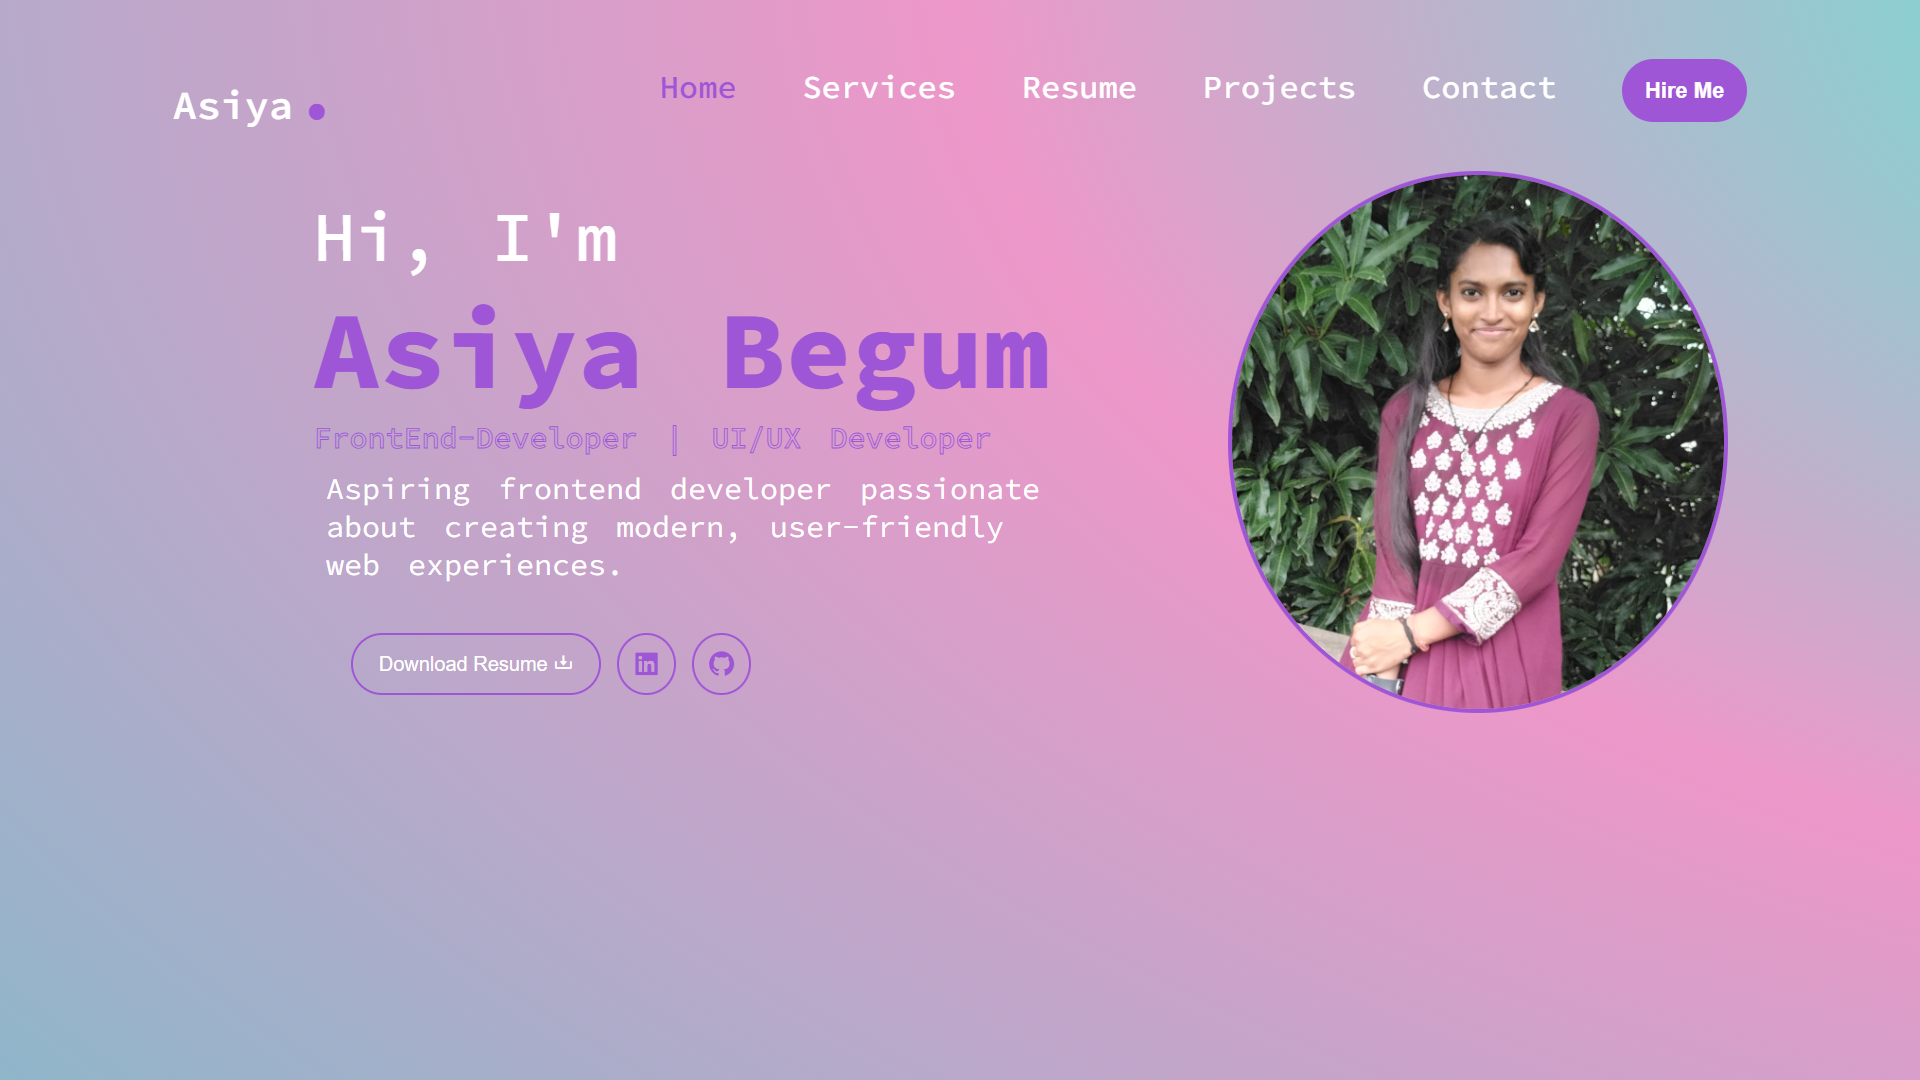 Asiya
Home Services Resume Projects Contact Hire Me
Hi, I'm
Asiya Begum
FrontEnd-Developer | UI/UX Developer
Aspiring frontend developer passionate
about creating modern, user-friendly
web experiences.
Download Resume